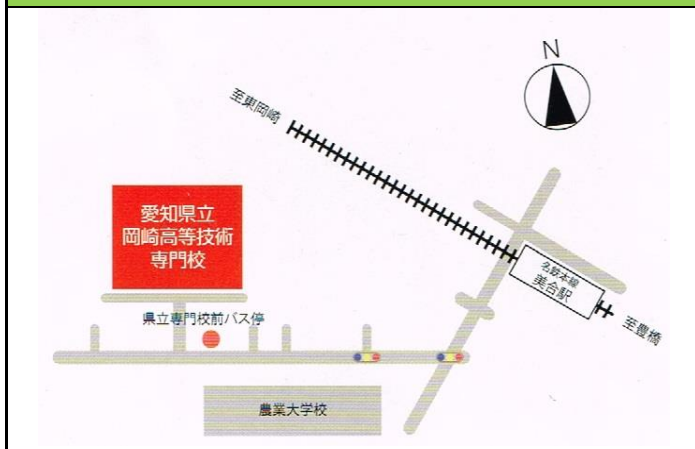 N
至東岡崎
愛知県立
岡崎高等技術
専門校
名鉄本線
美合駅
県立専門校前バス停
至豊橋
農業大学校